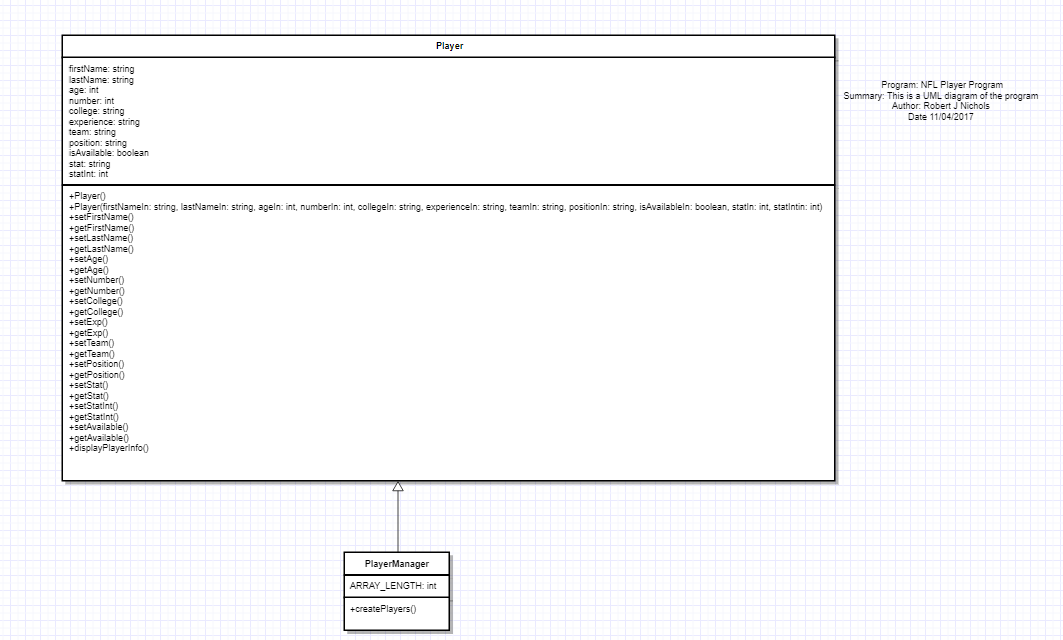 Player
firstName: string
lastName: string
age: int
number: int
college: string
experience: string
team: string
position: string
isAvailable: boolean
stat: string
statInt: int
+Player()
+Player(firstNameIn: string, lastNameIn: string, ageIn: int, numberIn: int, collegeIn: string, experienceIn: string, teamIn: string, positionIn: string, isAvailableIn: boolean, statIn: int, statIntin: int)
+setFirstName()
+getFirstName()
+setLastName()
+getLastName()
+setAge()
+getAge()
+setNumber()
+getNumber()
+setCollege()
+getCollege()
+setExp()
+getExp()
+setTeam()
+getTeam()
+setPosition()
+getPosition()
+setStat()
+getStat()
+setStatInt()
+getStatInt()
+setAvailable()
+getAvailable()
+displayPlayerInfo()
Program: NFL Player Program
Summary: This is a UML diagram of the program
Author: Robert J Nichols
Date 11/04/2017
PlayerManager
ARRAY_LENGTH: int
+createPlayers()